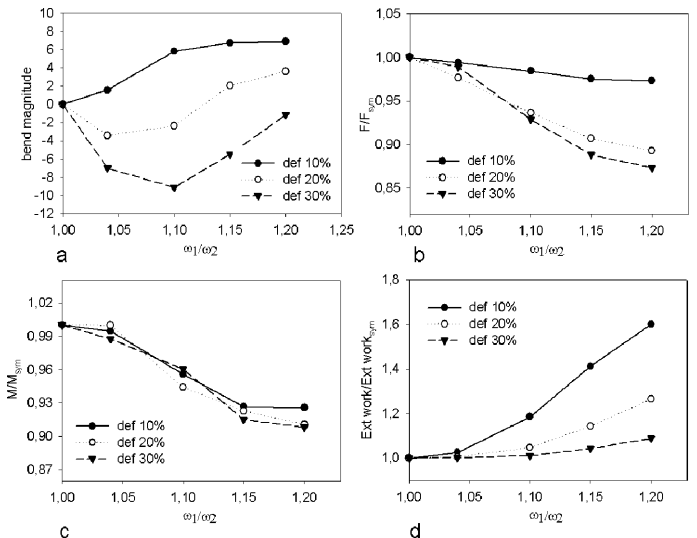 10
8
6
4
2
0
-2
-4
-6
-8
-10
-12
bend magnitude
def 10%
def 20%
def 30%
1,00 1,05 1,10 1,15 1,20 1,25
ω1/ω2
a
1,00
0,95
0,90
0,85
F/Fsym
def 10%
def 20%
def 30%
1,00 1,05 1,10 1,15 1,20
ω1/ω2
b
1,02
0,99
0,96
0,93
0,90
0,86
M/Msym
def 10%
def 20%
def 30%
1,00 1,05 1,10 1,15 1,20
ω1/ω2
c
1,8
1,6
1,4
1,2
1,0
Ext work/Ext worksym
def 10%
def 20%
def 30%
1,00 1,05 1,10 1,15 1,20
ω1/ω2
d